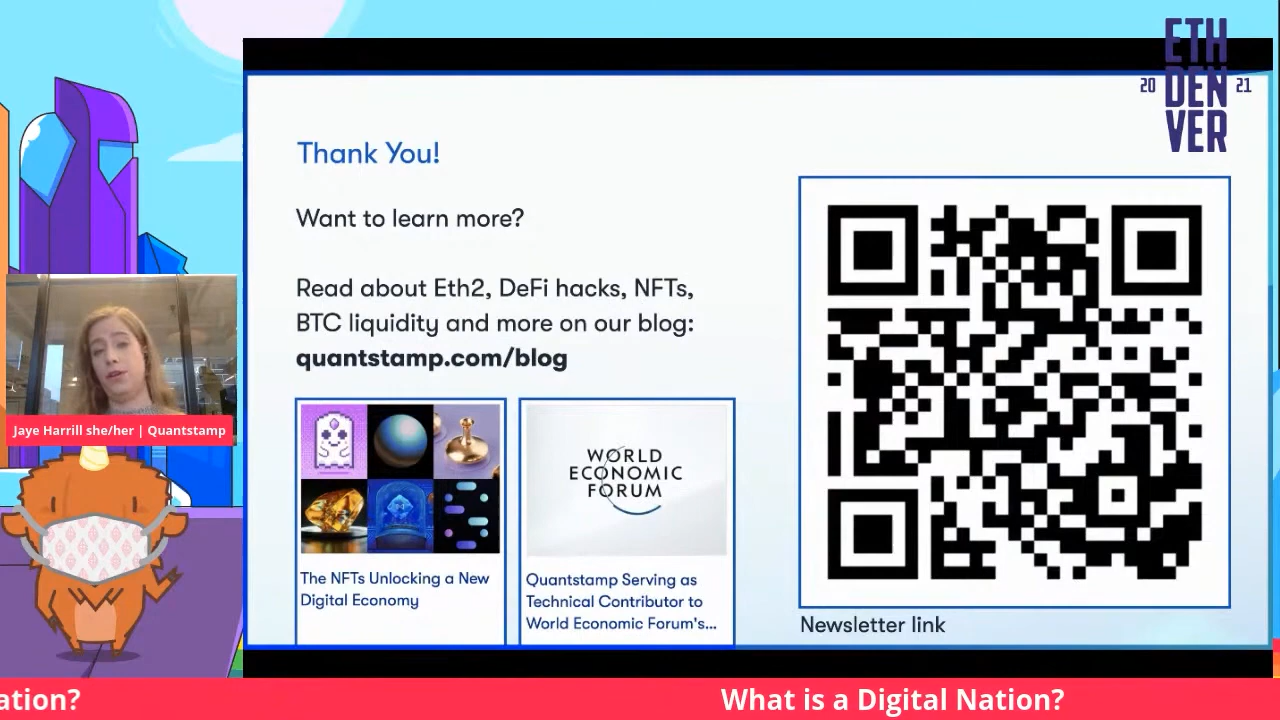 ETH
20 DEN 21
VER
Thank You!
Want to learn more?
Read about Eth2, DeFi hacks, NFTs,
BTC liquidity and more on our blog:
quantstamp.com/blog
Jaye Harrill she/her | Quantstamp
WORLD
ECONOMIC
FORUM
The NFTs Unlocking a New
Digital Economy
Quantstamp Serving as
Technical Contributor to
World Economic Forum's...
Newsletter link
ation? What is a Digital Nation?